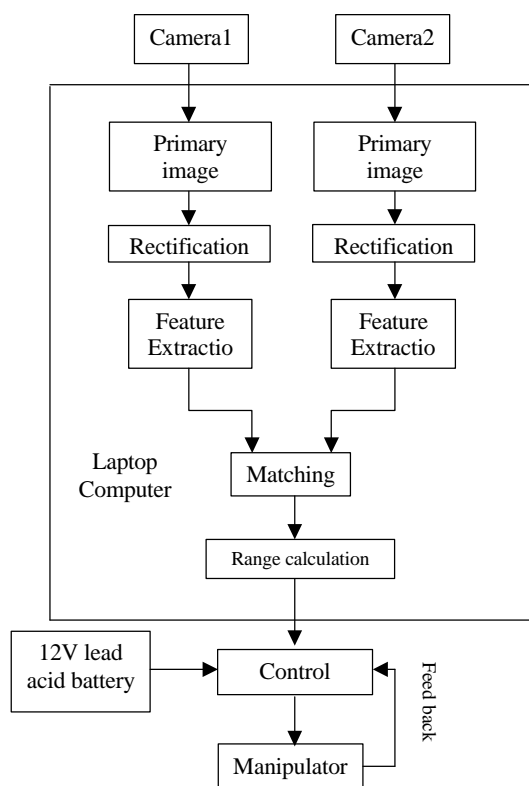 Camera1
Camera2
Primary
image
Primary
image
Rectification
Rectification
Feature
Extractio
Feature
Extractio
Laptop
Computer
Matching
Range calculation
12V lead
acid battery
Control
Feed back
Manipulator